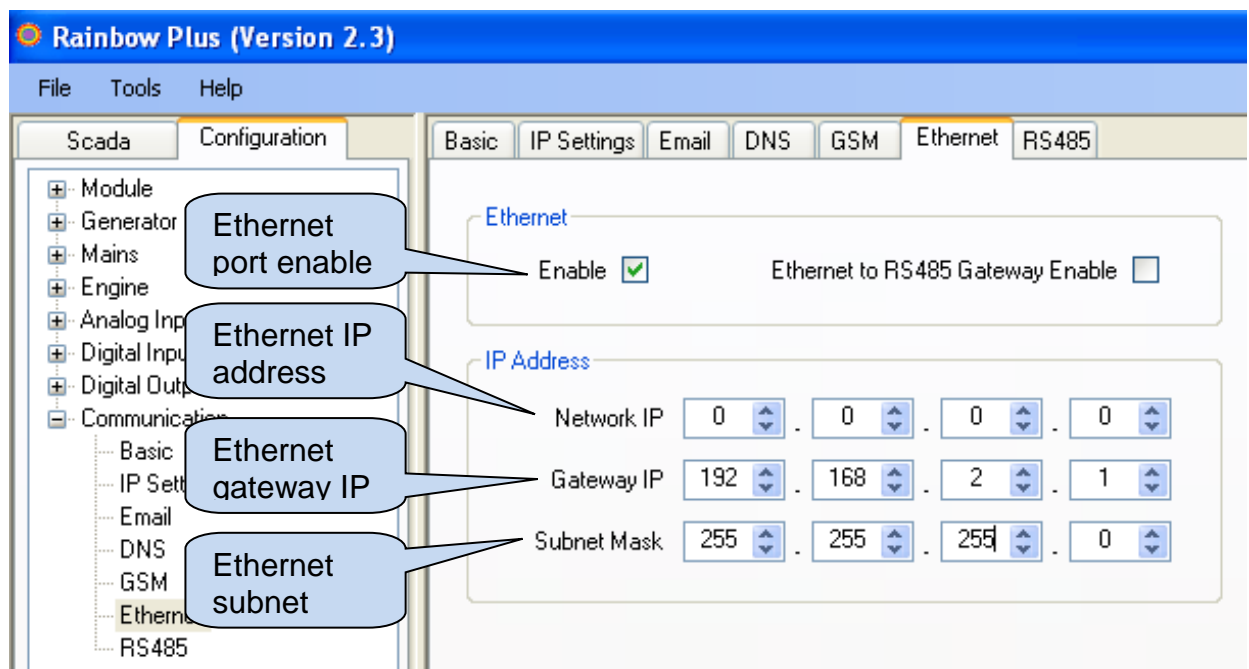 Rainbow Plus (Version 2.3)
File Tools Help
Scada Configuration
Module
Generator
Mains
Engine
Analog Inp
Digital Inpu
Digital Outp
Communication
Basic
IP Sett
Email
DNS
GSM
Ethern
RS485
Ethernet
port enable
Ethernet IP
address
Ethernet
gateway IP
Ethernet
subnet
Basic IP Settings Email DNS GSM Ethernet RS485
Ethernet
Enable Ethernet to RS485 Gateway Enable
IP Address
Network IP 0 . 0 . 0 . 0
Gateway IP 192 . 168 . 2 . 1
Subnet Mask 255 . 255 . 255 . 0